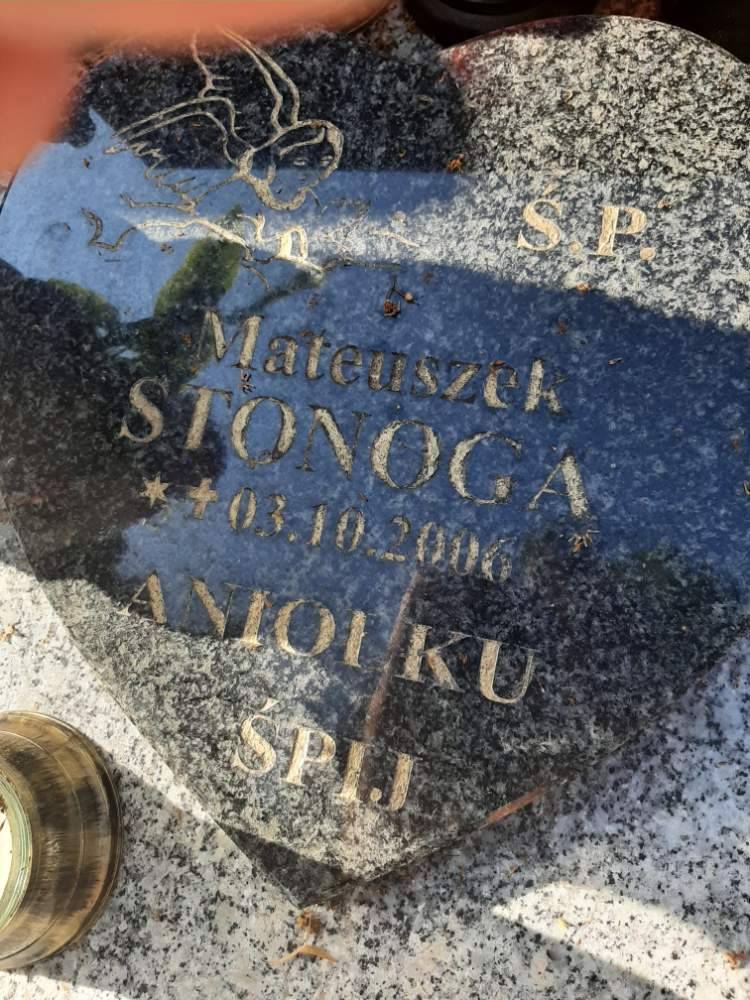 Ś.P.
Mateuszek
STONOGA
* + 03.10.2006
ANIOŁKU
ŚPIJ